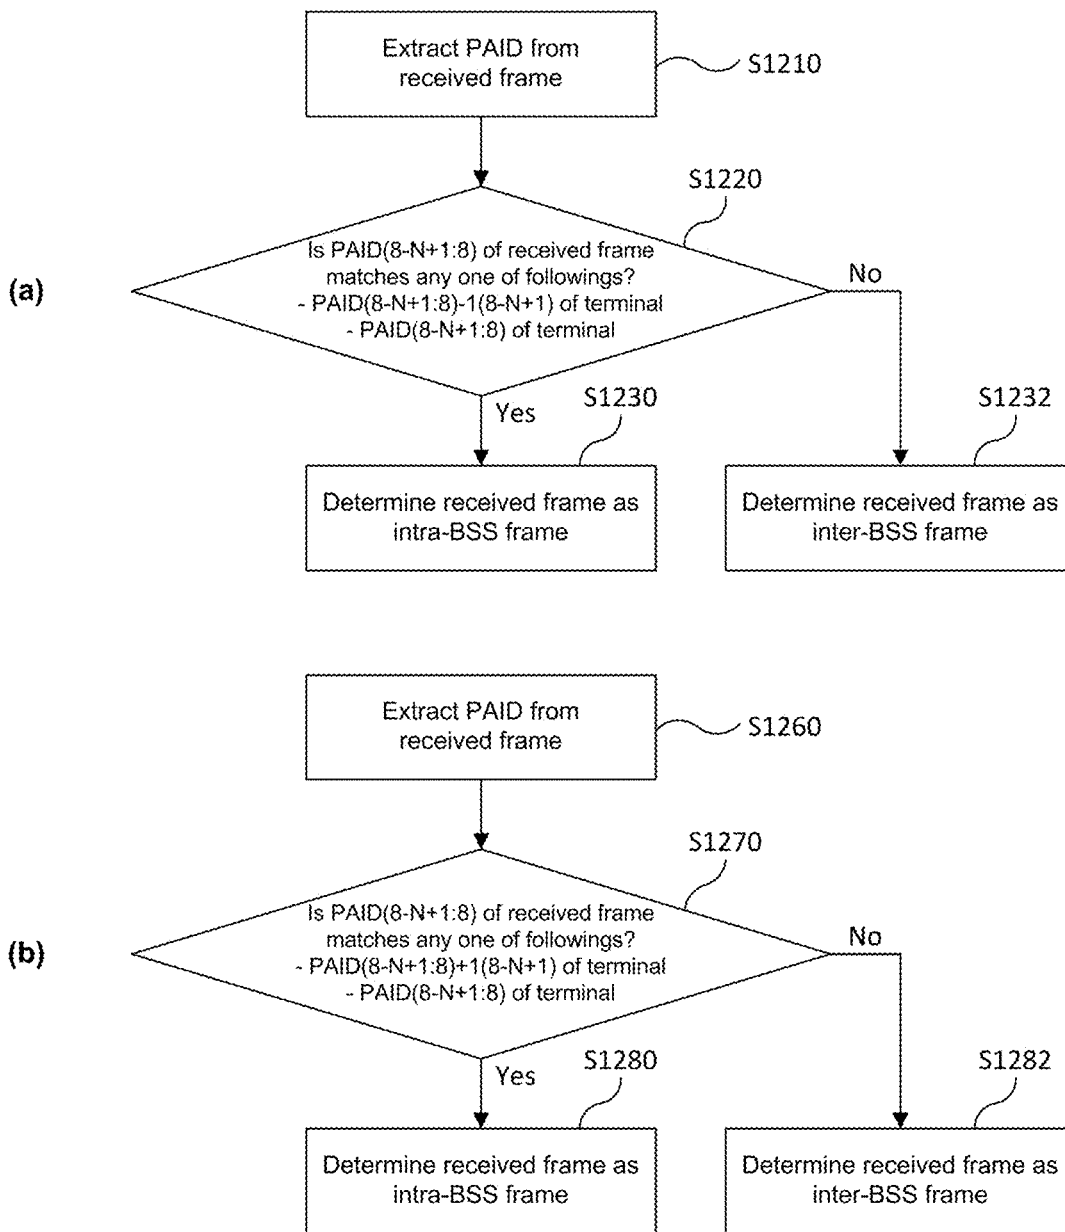 Extract PAID from
received frame
S1210
S1220
(a)
Is PAID(8-N+1:8) of received frame
matches any one of followings?
- PAID(8-N+1:8)-1(8-N+1) of terminal
- PAID(8-N+1:8) of terminal
No
Yes
S1230
S1232
Determine received frame as
intra-BSS frame
Determine received frame as
inter-BSS frame
Extract PAID from
received frame
S1260
S1270
(b)
Is PAID(8-N+1:8) of received frame
matches any one of followings?
- PAID(8-N+1:8)+1(8-N+1) of terminal
- PAID(8-N+1:8) of terminal
No
Yes
S1280
S1282
Determine received frame as
intra-BSS frame
Determine received frame as
inter-BSS frame